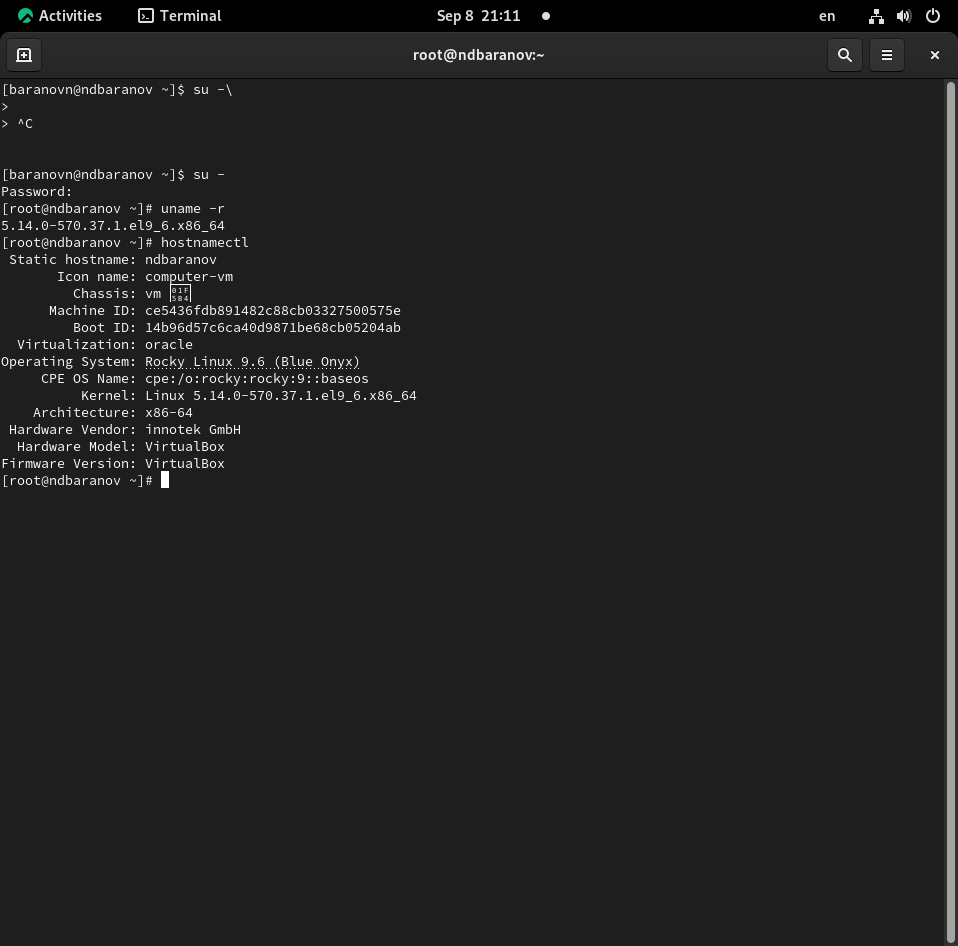 Activities Terminal Sep 8 21:11 en
root@ndbaranov:~
[baranovn@ndbaranov ~]$ su -\
>
> ^C
[baranovn@ndbaranov ~]$ su -
Password:
[root@ndbaranov ~]# uname -r
5.14.0-570.37.1.el9_6.x86_64
[root@ndbaranov ~]# hostnamectl
Static hostname: ndbaranov
Icon name: computer-vm
Chassis: vm 01F5B4
Machine ID: ce5436fdb891482c88cb03327500575e
Boot ID: 14b96d57c6ca40d9871be68cb05204ab
Virtualization: oracle
Operating System: Rocky Linux 9.6 (Blue Onyx)
CPE OS Name: cpe:/o:rocky:rocky:9::baseos
Kernel: Linux 5.14.0-570.37.1.el9_6.x86_64
Architecture: x86-64
Hardware Vendor: innotek GmbH
Hardware Model: VirtualBox
Firmware Version: VirtualBox
[root@ndbaranov ~]#